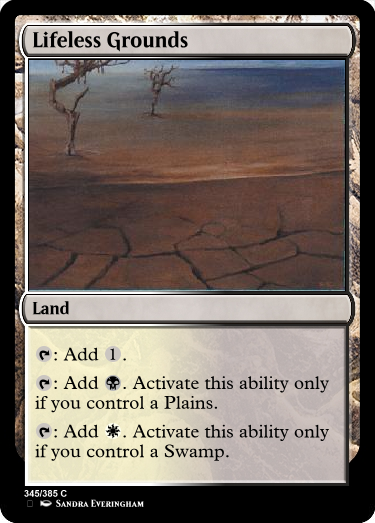 Lifeless Grounds
Land
: Add 1.
: Add . Activate this ability only
if you control a Plains.
: Add . Activate this ability only
if you control a Swamp.
345/385 C
Sandra Everingham